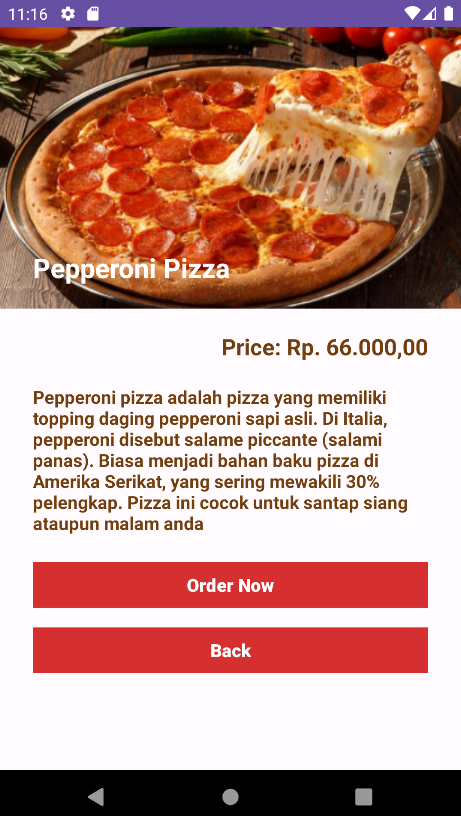 11:16
Pepperoni Pizza
Price: Rp. 66.000,00
Pepperoni pizza adalah pizza yang memiliki
topping daging pepperoni sapi asli. Di Italia,
pepperoni disebut salame piccante (salami
panas). Biasa menjadi bahan baku pizza di
Amerika Serikat, yang sering mewakili 30%
pelengkap. Pizza ini cocok untuk santap siang
ataupun malam anda
Order Now
Back